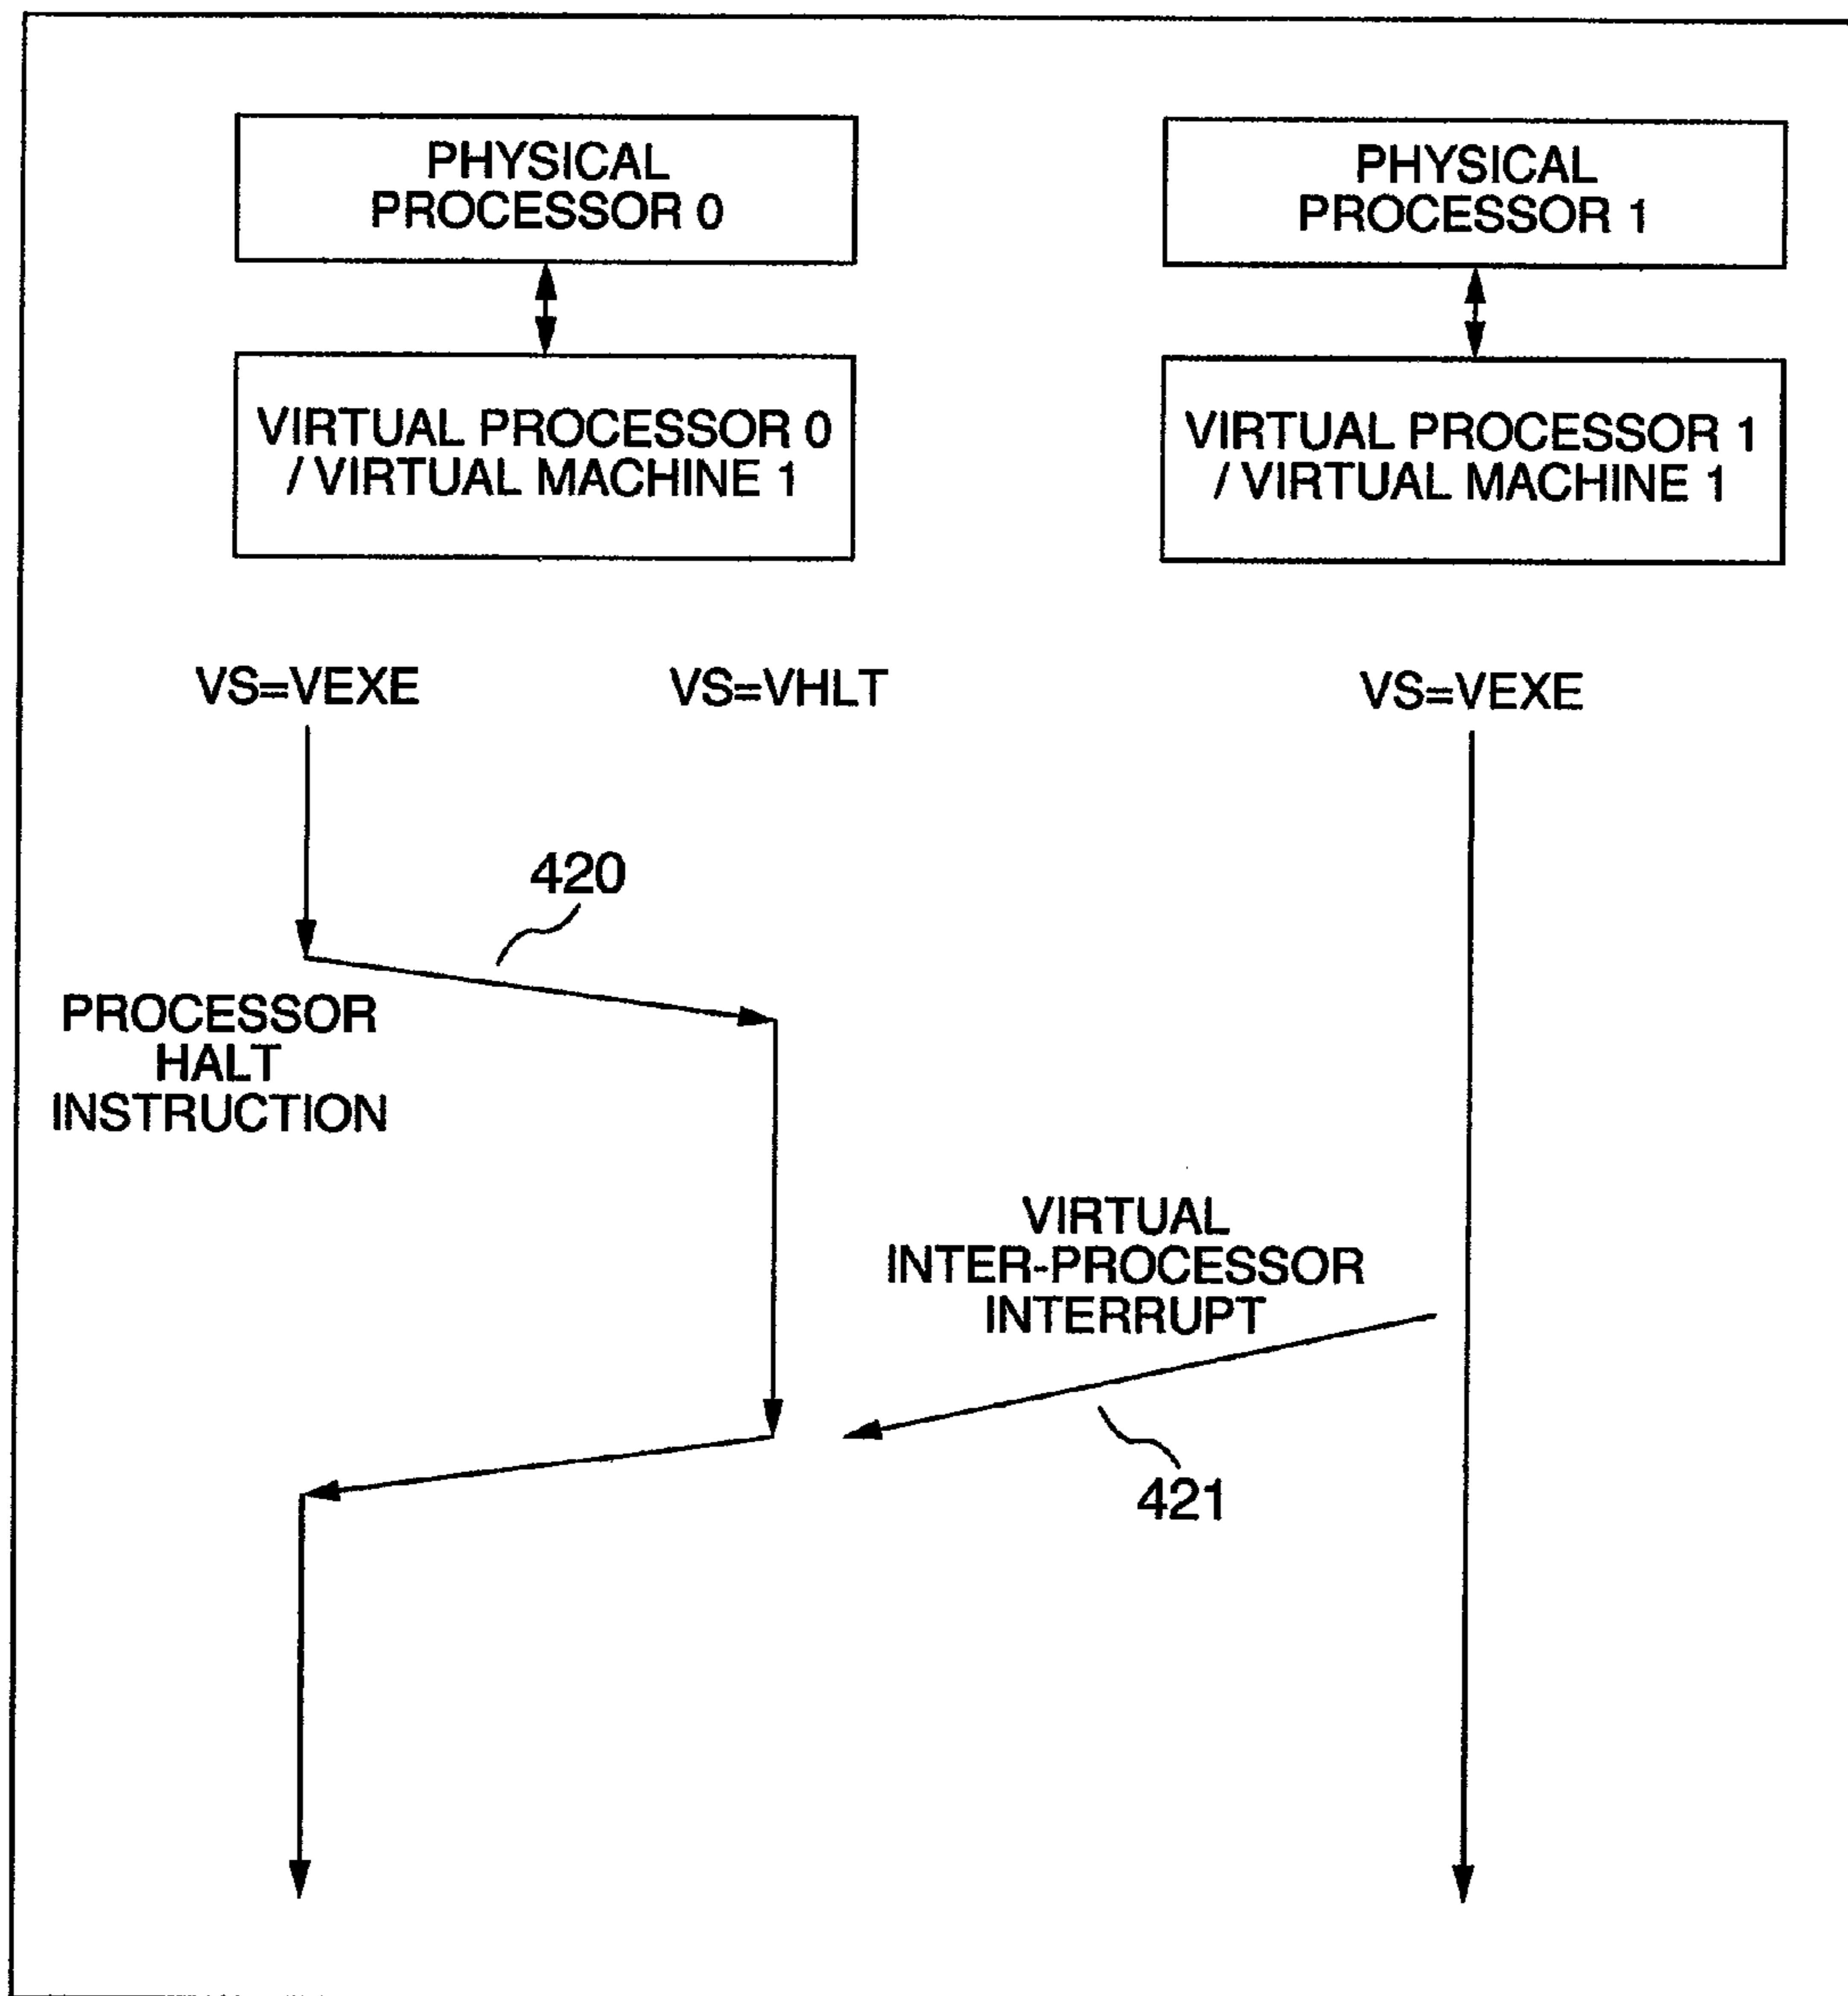 PHYSICAL
PROCESSOR 0
PHYSICAL
PROCESSOR 1
VIRTUAL PROCESSOR 0
/ VIRTUAL MACHINE 1
VIRTUAL PROCESSOR 1
/ VIRTUAL MACHINE 1
VS=VEXE
VS=VHLT
VS=VEXE
420
PROCESSOR
HALT
INSTRUCTION
VIRTUAL
INTER-PROCESSOR
INTERRUPT
421